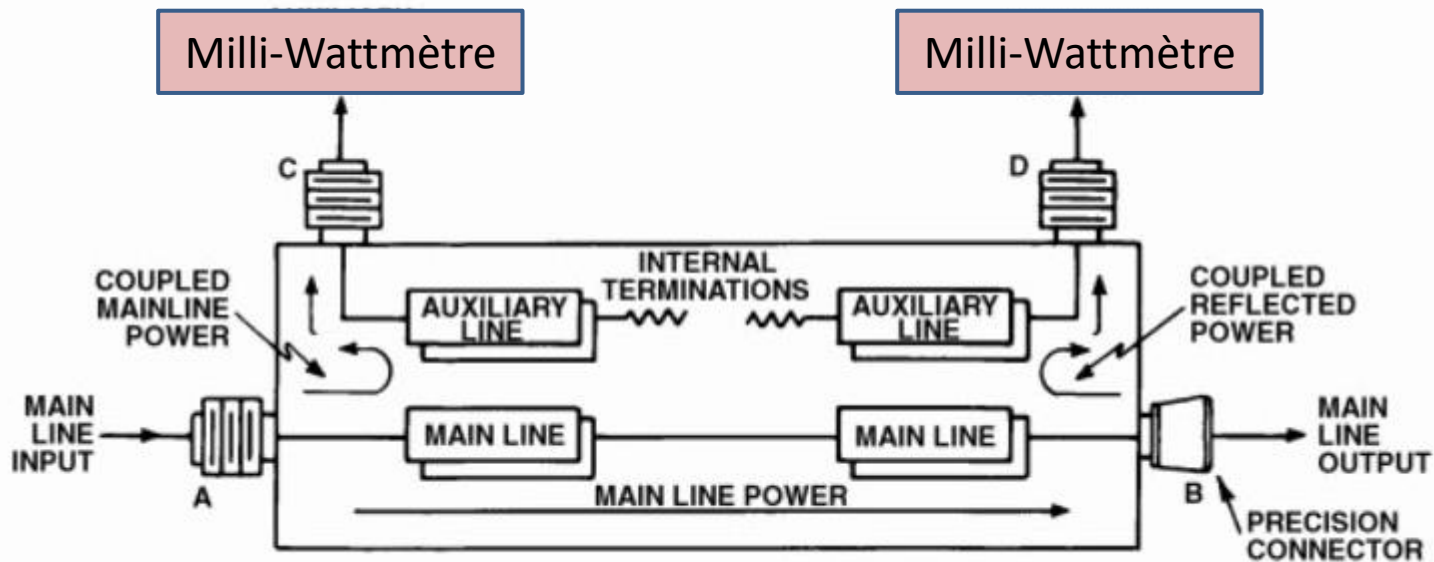 Milli-Wattmètre
Milli-Wattmètre
C
D
COUPLED
MAINLINE
POWER
INTERNAL
TERMINATIONS
COUPLED
REFLECTED
POWER
AUXILIARY
LINE
AUXILIARY
LINE
MAIN
LINE
INPUT
A
MAIN LINE
MAIN LINE
MAIN LINE POWER
B
MAIN
LINE
OUTPUT
PRECISION
CONNECTOR